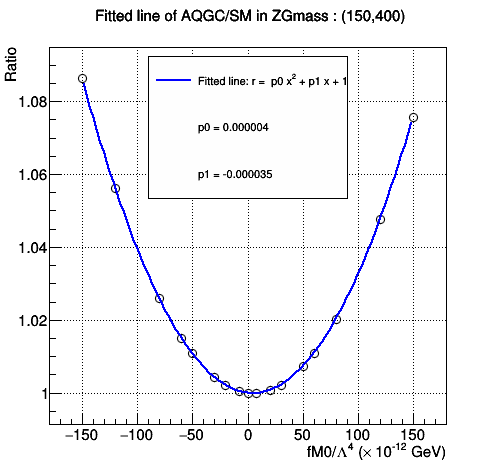 Fitted line of AQGC/SM in ZGmass : (150,400)
Ratio
Fitted line: r = p0 x² + p1 x + 1
p0 = 0.000004
p1 = -0.000035
1.08
1.06
1.04
1.02
1
−150 −100 −50 0 50 100 150
fM0/Λ⁴ (× 10⁻¹² GeV)